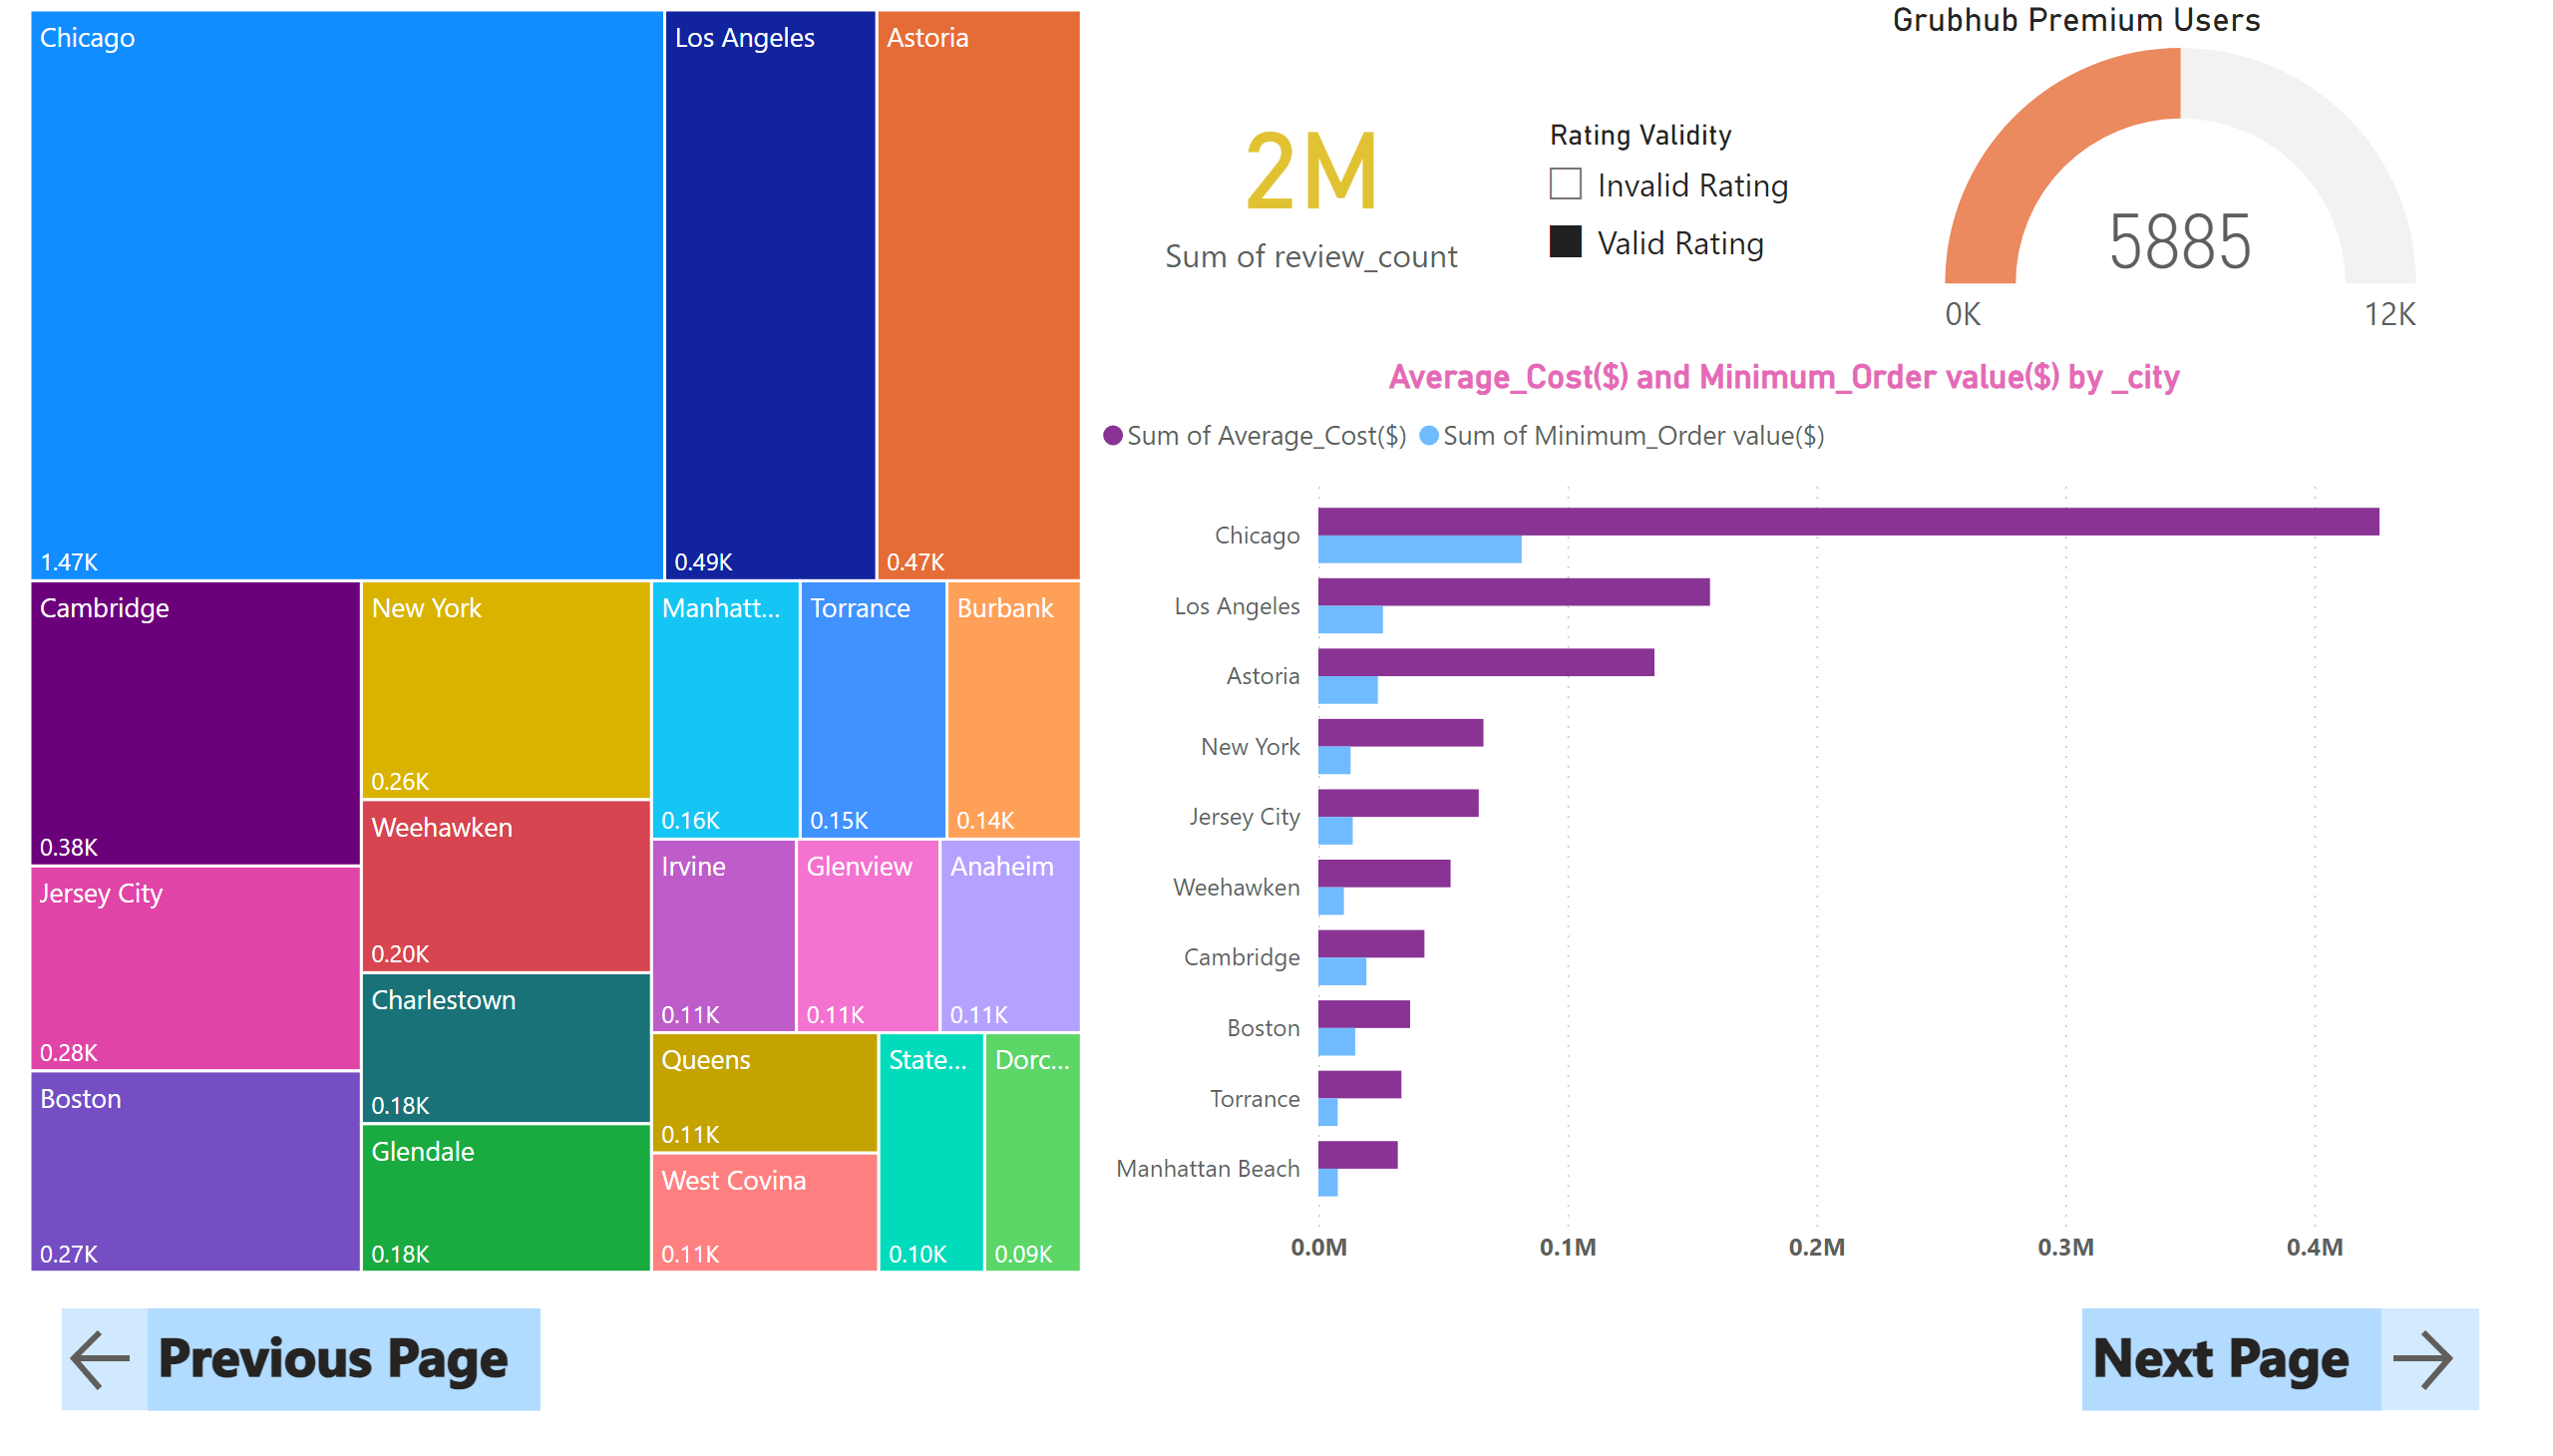 Chicago
1.47K
Los Angeles
0.49K
Astoria
0.47K
Cambridge
0.38K
Jersey City
0.28K
Boston
0.27K
New York
0.26K
Weehawken
0.20K
Charlestown
0.18K
Glendale
0.18K
Manhatt...
0.16K
Torrance
0.15K
Burbank
0.14K
Irvine
0.11K
Glenview
0.11K
Anaheim
0.11K
Queens
0.11K
West Covina
0.11K
State...
0.10K
Dorc...
0.09K
2M
Sum of review_count
Rating Validity
Invalid Rating
Valid Rating
Grubhub Premium Users
5885
0K
12K
Average_Cost($) and Minimum_Order value($) by _city
Sum of Average_Cost($) Sum of Minimum_Order value($)
Chicago
Los Angeles
Astoria
New York
Jersey City
Weehawken
Cambridge
Boston
Torrance
Manhattan Beach
0.0M 0.1M 0.2M 0.3M 0.4M
Previous Page
Next Page